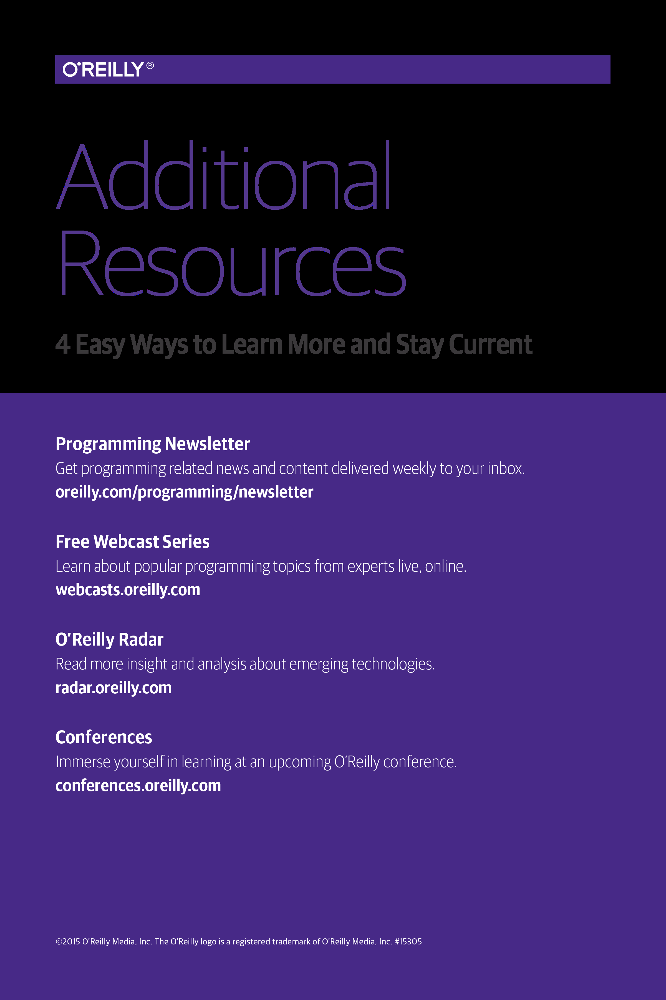 O'REILLY®
Additional
Resources
4 Easy Ways to Learn More and Stay Current
Programming Newsletter
Get programming related news and content delivered weekly to your inbox.
oreilly.com/programming/newsletter
Free Webcast Series
Learn about popular programming topics from experts live, online.
webcasts.oreilly.com
O’Reilly Radar
Read more insight and analysis about emerging technologies.
radar.oreilly.com
Conferences
Immerse yourself in learning at an upcoming O’Reilly conference.
conferences.oreilly.com
©2015 O’Reilly Media, Inc. The O’Reilly logo is a registered trademark of O’Reilly Media, Inc. #15305